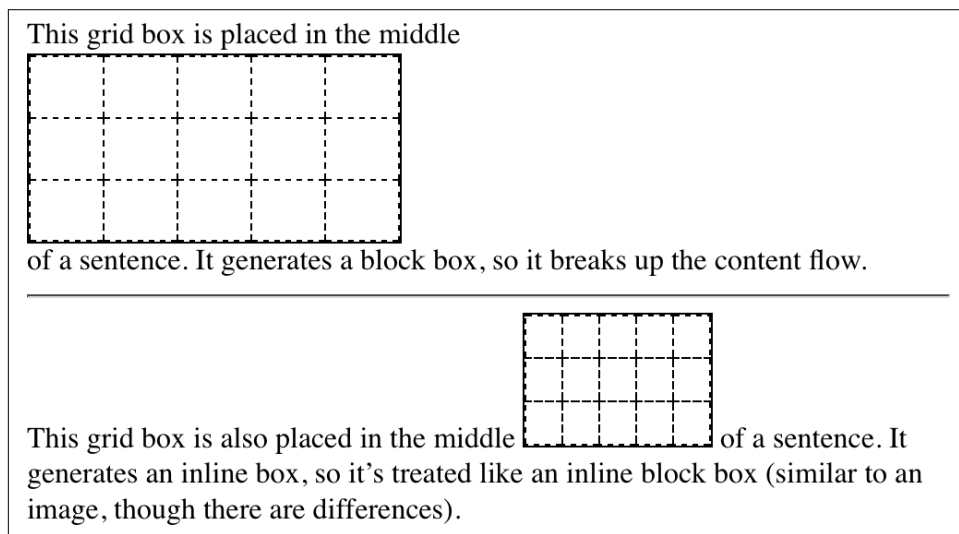 This grid box is placed in the middle
of a sentence. It generates a block box, so it breaks up the content flow.
This grid box is also placed in the middle of a sentence. It
generates an inline box, so it’s treated like an inline block box (similar to an
image, though there are differences).